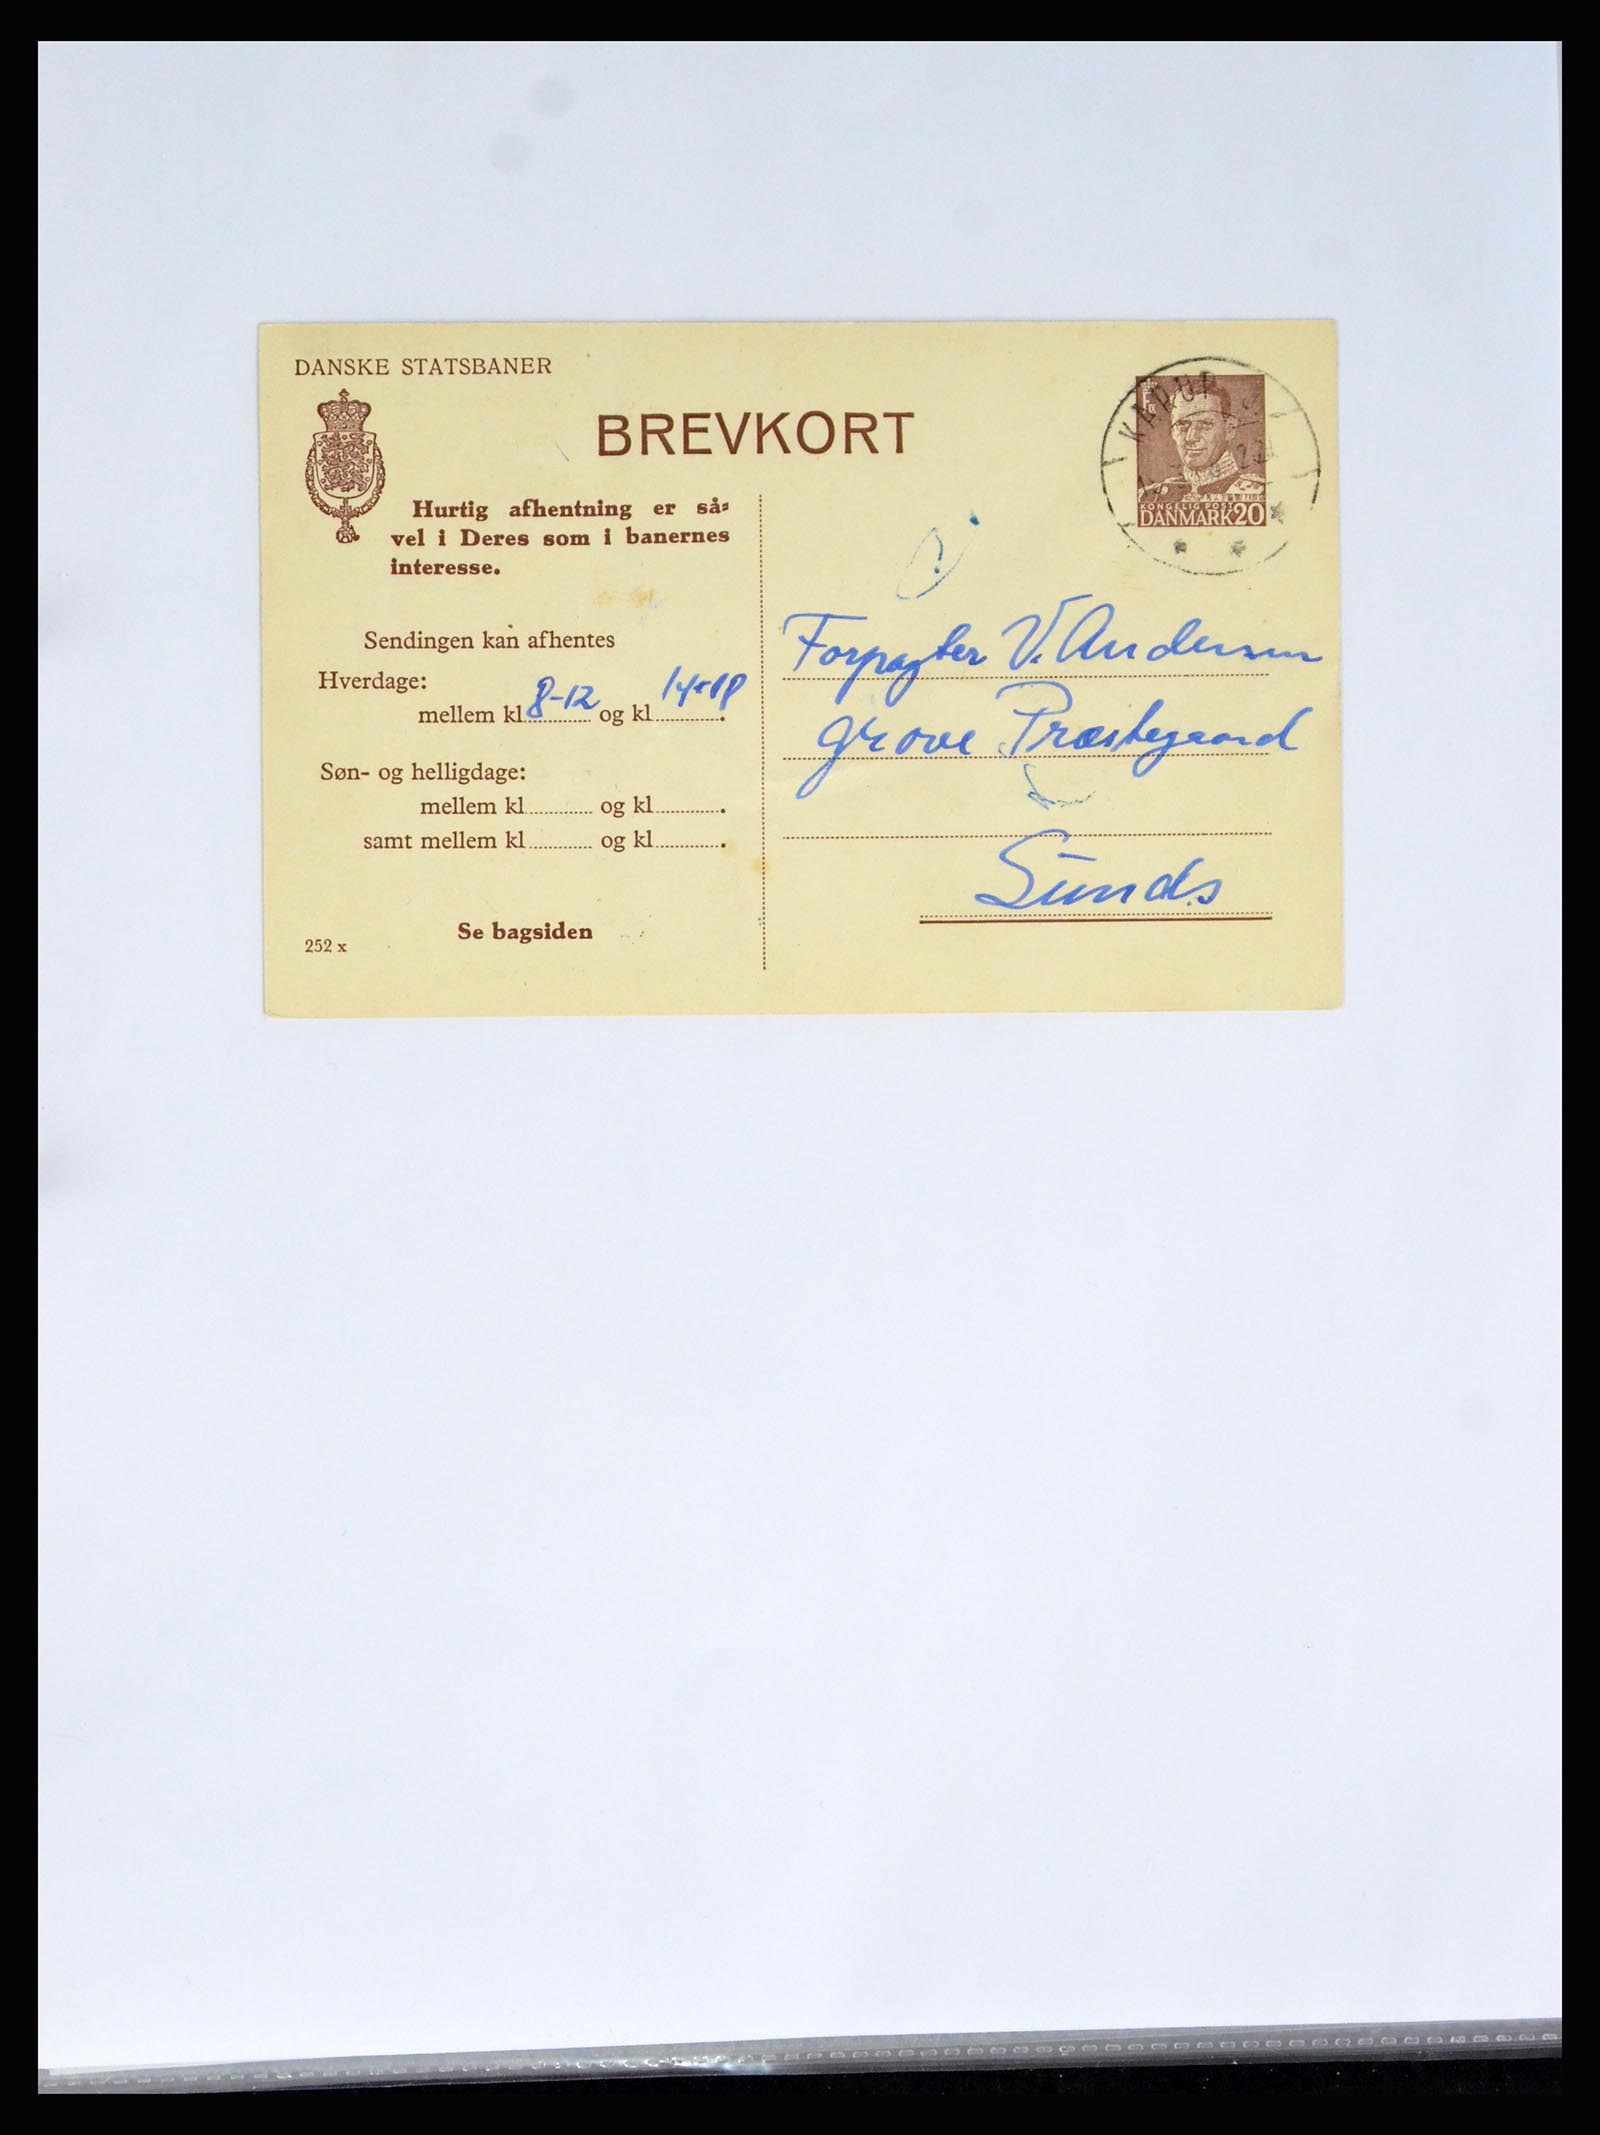 DANSKE STATSBANER
BREVKORT
Hurtig afhentning er så=
vel i Deres som i banernes
interesse.
Sendingen kan afhentes
Hverdage:
mellem kl. 8-12 og kl. 14-18.
Søn- og helligdage:
mellem kl. og kl.
samt mellem kl. og kl.
Se bagsiden
252 x
KARUP
KONGELIG POST
DANMARK 20
?
Forpagter V. Andersen
Grove Præstegaard
Sunds